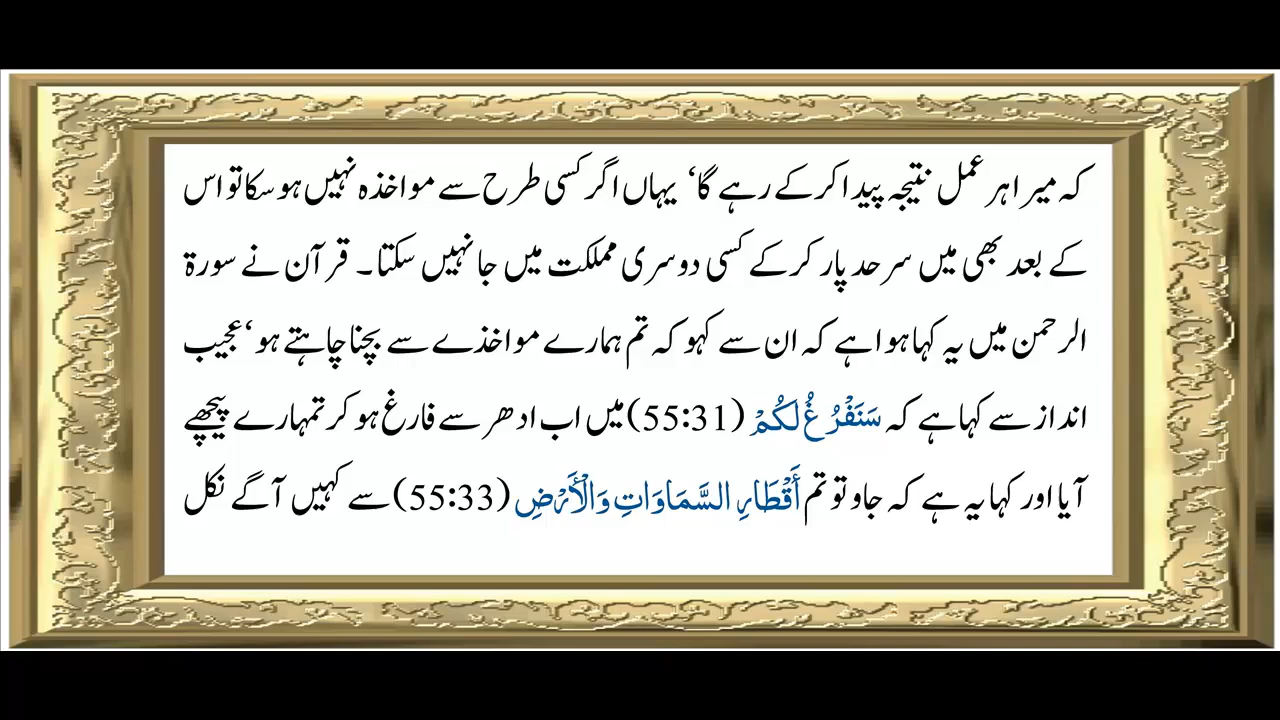 کہ میرا ہر عمل نتیجہ پیدا کر کے رہے گا‘ یہاں اگر کسی طرح سے مواخذہ نہیں ہو سکا تو اس
کے بعد بھی میں سرحد پار کر کے کسی دوسری مملکت میں جا نہیں سکتا۔ قرآن نے سورۃ
الرحمن میں یہ کہا ہوا ہے کہ ان سے کہو کہ تم ہمارے مواخذے سے بچنا چاہتے ہو‘ عجیب
انداز سے کہا ہے کہ سَنَفْرُغُ لَكُمْ (55:31) میں اب ادھر سے فارغ ہو کر تمہارے پیچھے
آیا اور کہا یہ ہے کہ جاو تو تم أَقْطَارِ السَّمَاوَاتِ وَالْأَرْضِ (55:33) سے کہیں آگے نکل